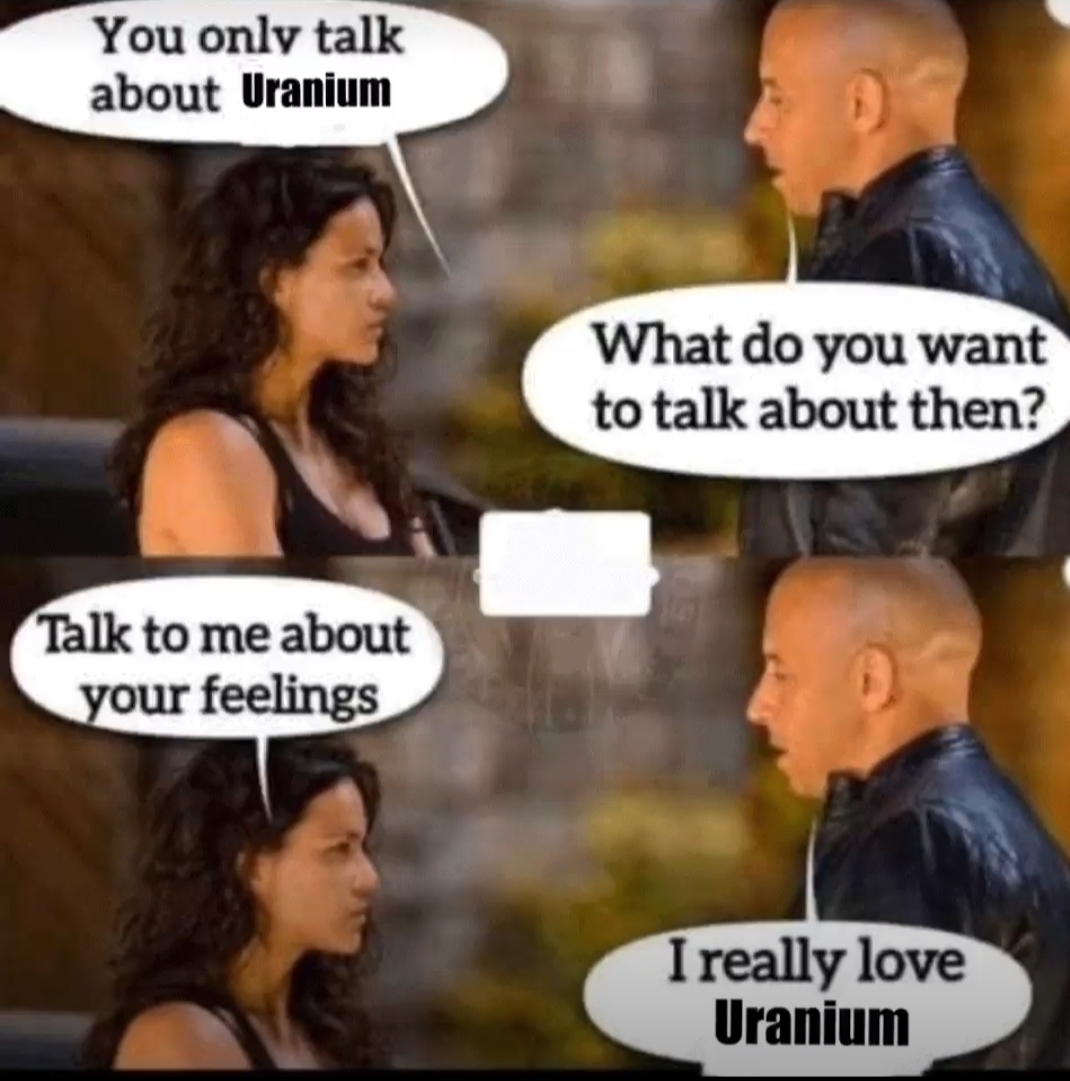 You only talk
about Uranium
What do you want
to talk about then?
Talk to me about
your feelings
I really love
Uranium